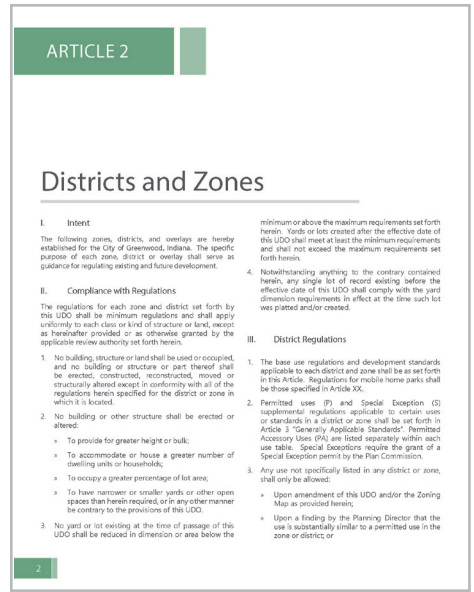 ARTICLE 2
Districts and Zones
I. Intent
The following zones, districts, and overlays are hereby
established for the City of Greenwood, Indiana. The specific
purpose of each zone, district or overlay shall serve as
guidance for regulating existing and future development.
II. Compliance with Regulations
The regulations for each zone and district set forth by
this UDO shall be minimum regulations and shall apply
uniformly to each class or kind of structure or land, except
as hereinafter provided or as otherwise granted by the
applicable review authority set forth herein.
1. No building, structure or land shall be used or occupied,
and no building or structure or part thereof shall
be erected, constructed, reconstructed, moved or
structurally altered except in conformity with all of the
regulations herein specified for the district or zone in
which it is located.
2. No building or other structure shall be erected or
altered:
» To provide for greater height or bulk;
» To accommodate or house a greater number of
dwelling units or households;
» To occupy a greater percentage of lot area;
» To have narrower or smaller yards or other open
spaces than herein required, or in any other manner
be contrary to the provisions of this UDO.
3. No yard or lot existing at the time of passage of this
UDO shall be reduced in dimension or area below the
minimum or above the maximum requirements set forth
herein. Yards or lots created after the effective date of
this UDO shall meet at least the minimum requirements
and shall not exceed the maximum requirements set
forth herein.
4. Notwithstanding anything to the contrary contained
herein, any single lot of record existing before the
effective date of this UDO shall comply with the yard
dimension requirements in effect at the time such lot
was platted and/or created.
III. District Regulations
1. The base use regulations and development standards
applicable to each district and zone shall be as set forth
in this Article. Regulations for mobile home parks shall
be those specified in Article XX.
2. Permitted uses (P) and Special Exception (S)
supplemental regulations applicable to certain uses
or standards in a district or zone shall be set forth in
Article 3 "Generally Applicable Standards". Permitted
Accessory Uses (PA) are listed separately within each
use table. Special Exceptions require the grant of a
Special Exception permit by the Plan Commission.
3. Any use not specifically listed in any district or zone,
shall only be allowed:
» Upon amendment of this UDO and/or the Zoning
Map as provided herein;
» Upon a finding by the Planning Director that the
use is substantially similar to a permitted use in the
zone or district; or
2